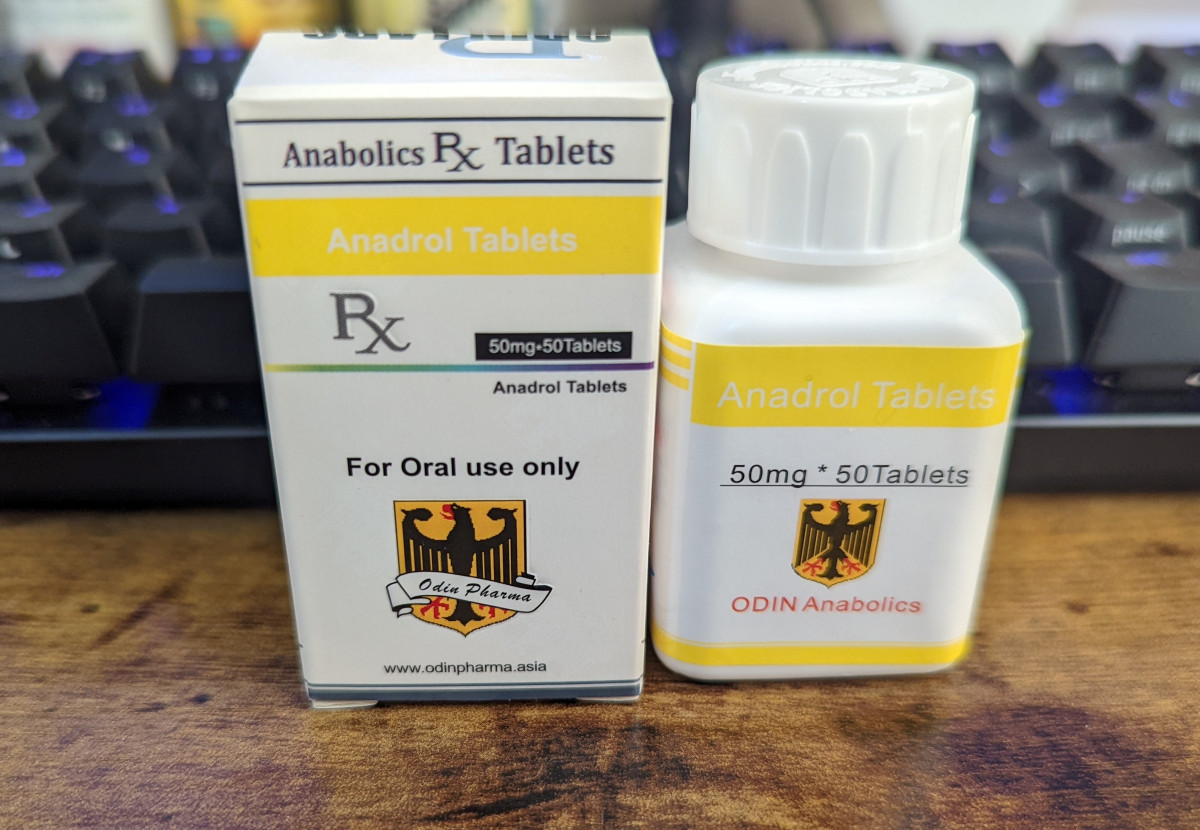 Anabolics Rx Tablets
Anadrol Tablets
Rx
50mg*50Tablets
Anadrol Tablets
For Oral use only
Odin Pharma
www.odinpharma.asia
Anadrol Tablets
50mg * 50Tablets
ODIN Anabolics
pause